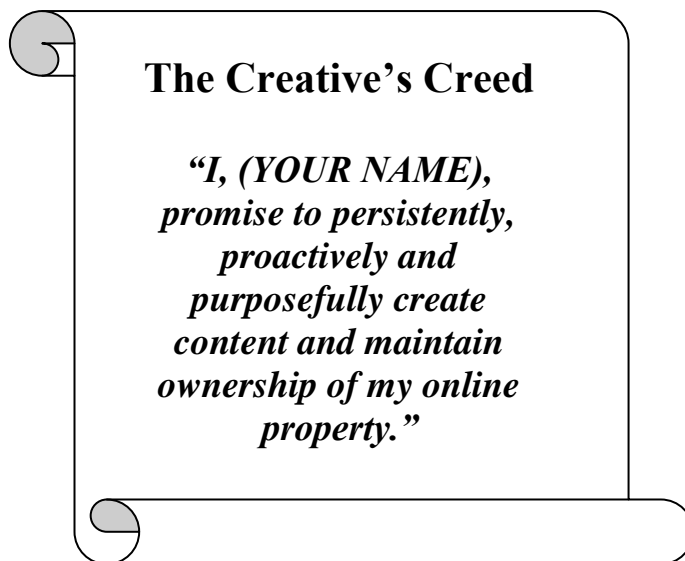 The Creative’s Creed
“I, (YOUR NAME),
promise to persistently,
proactively and
purposefully create
content and maintain
ownership of my online
property.”